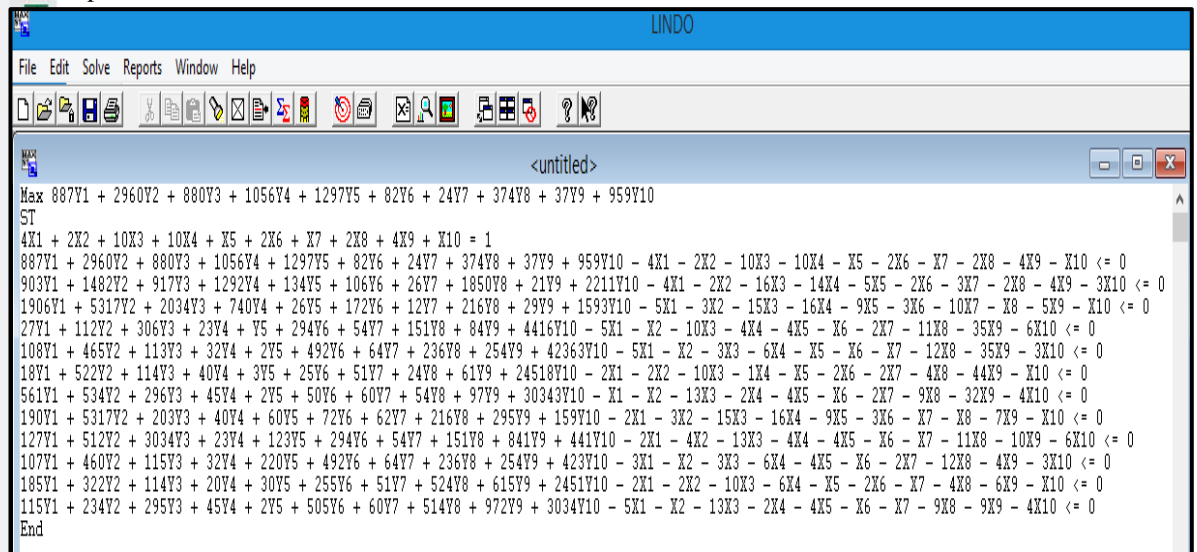 LINDO
File Edit Solve Reports Window Help
<untitled>
Max 887Y1 + 2960Y2 + 880Y3 + 1056Y4 + 1297Y5 + 82Y6 + 24Y7 + 374Y8 + 37Y9 + 959Y10
ST
4X1 + 2X2 + 10X3 + 10X4 + X5 + 2X6 + X7 + 2X8 + 4X9 + X10 = 1
887Y1 + 2960Y2 + 880Y3 + 1056Y4 + 1297Y5 + 82Y6 + 24Y7 + 374Y8 + 37Y9 + 959Y10 - 4X1 - 2X2 - 10X3 - 10X4 - X5 - 2X6 - X7 - 2X8 - 4X9 - X10 <= 0
903Y1 + 1482Y2 + 917Y3 + 1292Y4 + 134Y5 + 106Y6 + 26Y7 + 1850Y8 + 21Y9 + 2211Y10 - 4X1 - 2X2 - 16X3 - 14X4 - 5X5 - 2X6 - 3X7 - 2X8 - 4X9 - 3X10 <= 0
1906Y1 + 5317Y2 + 2034Y3 + 740Y4 + 26Y5 + 172Y6 + 12Y7 + 216Y8 + 29Y9 + 1593Y10 - 5X1 - 3X2 - 15X3 - 16X4 - 9X5 - 3X6 - 10X7 - X8 - 5X9 - X10 <= 0
27Y1 + 112Y2 + 306Y3 + 23Y4 + Y5 + 294Y6 + 54Y7 + 151Y8 + 84Y9 + 4416Y10 - 5X1 - X2 - 10X3 - 4X4 - 4X5 - X6 - 2X7 - 11X8 - 35X9 - 6X10 <= 0
108Y1 + 465Y2 + 113Y3 + 32Y4 + 2Y5 + 492Y6 + 64Y7 + 236Y8 + 254Y9 + 42363Y10 - 5X1 - X2 - 3X3 - 6X4 - X5 - X6 - X7 - 12X8 - 35X9 - 3X10 <= 0
18Y1 + 522Y2 + 114Y3 + 40Y4 + 3Y5 + 25Y6 + 51Y7 + 24Y8 + 61Y9 + 24518Y10 - 2X1 - 2X2 - 10X3 - 1X4 - X5 - 2X6 - 2X7 - 4X8 - 44X9 - X10 <= 0
561Y1 + 534Y2 + 296Y3 + 45Y4 + 2Y5 + 50Y6 + 60Y7 + 54Y8 + 97Y9 + 30343Y10 - X1 - X2 - 13X3 - 2X4 - 4X5 - X6 - 2X7 - 9X8 - 32X9 - 4X10 <= 0
190Y1 + 5317Y2 + 203Y3 + 40Y4 + 60Y5 + 72Y6 + 62Y7 + 216Y8 + 295Y9 + 159Y10 - 2X1 - 3X2 - 15X3 - 16X4 - 9X5 - 3X6 - X7 - X8 - 7X9 - X10 <= 0
127Y1 + 512Y2 + 3034Y3 + 23Y4 + 123Y5 + 294Y6 + 54Y7 + 151Y8 + 841Y9 + 441Y10 - 2X1 - 4X2 - 13X3 - 4X4 - 4X5 - X6 - X7 - 11X8 - 10X9 - 6X10 <= 0
107Y1 + 460Y2 + 115Y3 + 32Y4 + 220Y5 + 492Y6 + 64Y7 + 236Y8 + 254Y9 + 423Y10 - 3X1 - X2 - 3X3 - 6X4 - 4X5 - X6 - 2X7 - 12X8 - 4X9 - 3X10 <= 0
185Y1 + 322Y2 + 114Y3 + 20Y4 + 30Y5 + 255Y6 + 51Y7 + 524Y8 + 615Y9 + 2451Y10 - 2X1 - 2X2 - 10X3 - 6X4 - X5 - 2X6 - X7 - 4X8 - 6X9 - X10 <= 0
115Y1 + 234Y2 + 295Y3 + 45Y4 + 2Y5 + 505Y6 + 60Y7 + 514Y8 + 972Y9 + 3034Y10 - 5X1 - X2 - 13X3 - 2X4 - 4X5 - X6 - X7 - 9X8 - 9X9 - 4X10 <= 0
End